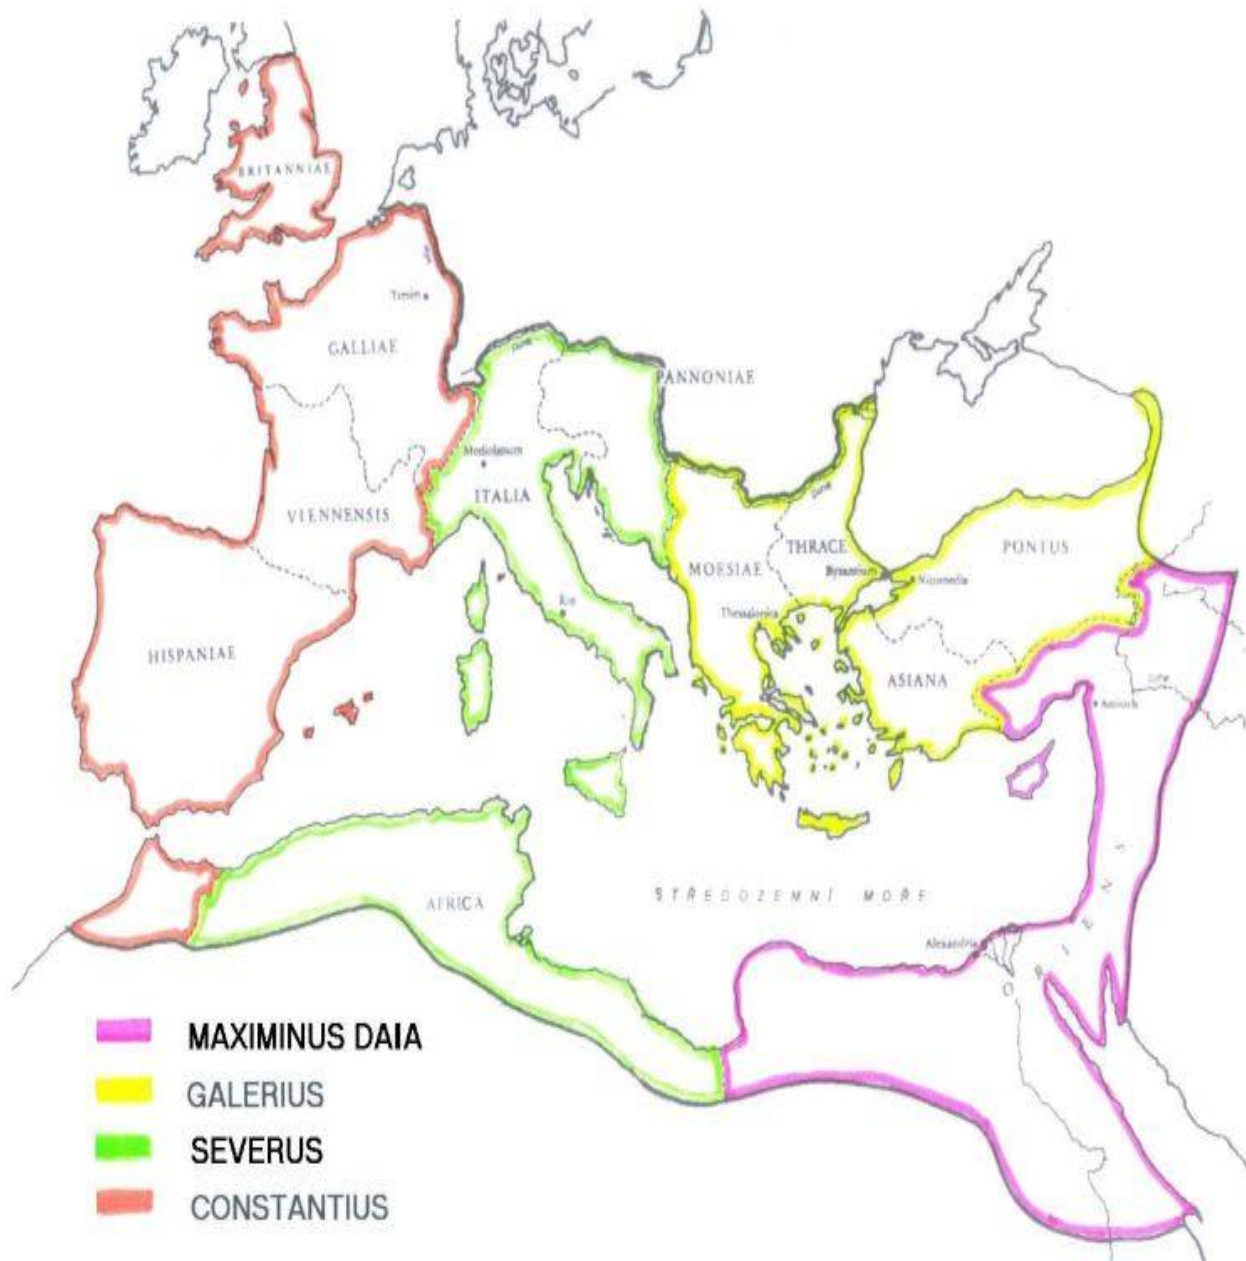 BRITANNIAE
GALLIAE
PANNONIAE
Mediolanum
ITALIA
VIENNENSIS
THRACE
PONTUS
MOESIAE
Byzantium
Nicomedia
Thessalonica
HISPANIAE
ASIANA
Antioch
AFRICA
STŘEDOZEMNÍ MOŘE
Alexandria
ORIENS
MAXIMINUS DAIA
GALERIUS
SEVERUS
CONSTANTIUS